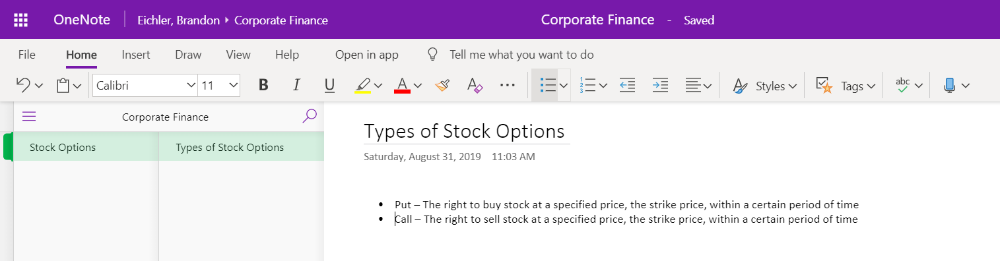 OneNote Eichler, Brandon Corporate Finance Corporate Finance - Saved
File Home Insert Draw View Help Open in app Tell me what you want to do
Calibri 11 B I U A A ... 1 2 3 A Styles Tags abc
Corporate Finance
Stock Options Types of Stock Options
Types of Stock Options
Saturday, August 31, 2019 11:03 AM
• Put – The right to buy stock at a specified price, the strike price, within a certain period of time
• Call – The right to sell stock at a specified price, the strike price, within a certain period of time